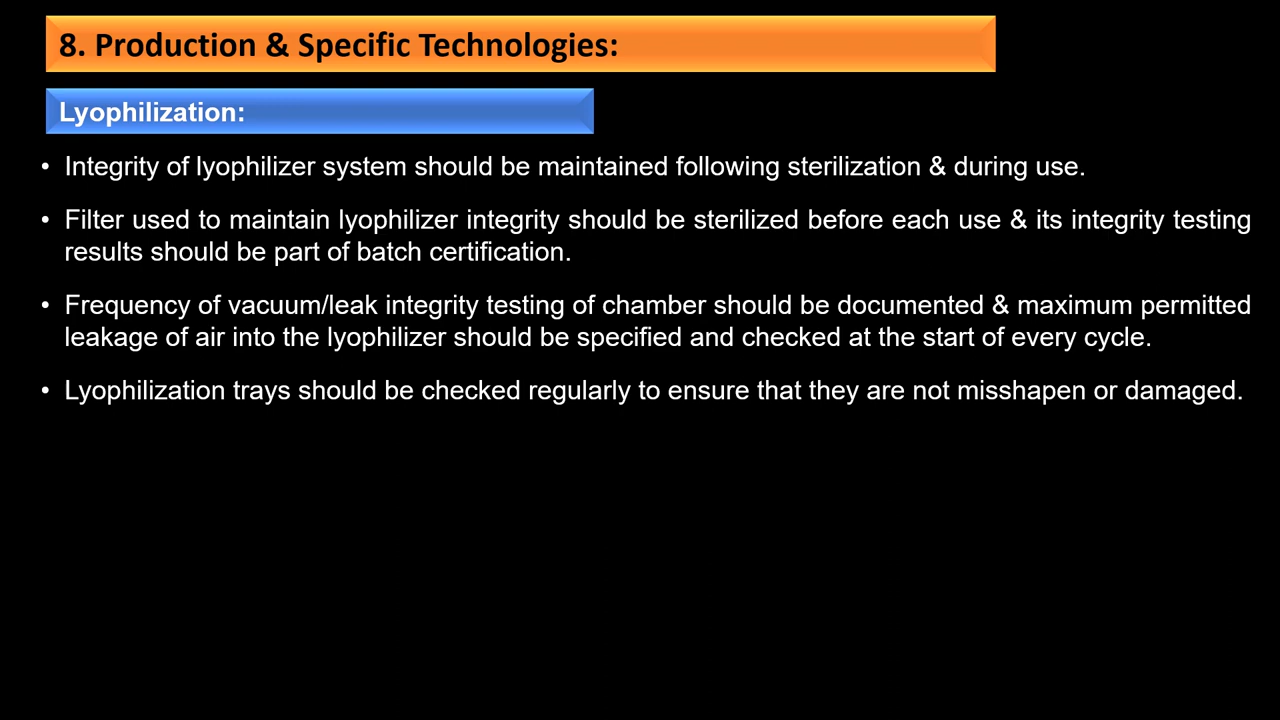 8. Production & Specific Technologies:
Lyophilization:
• Integrity of lyophilizer system should be maintained following sterilization & during use.
• Filter used to maintain lyophilizer integrity should be sterilized before each use & its integrity testing
results should be part of batch certification.
• Frequency of vacuum/leak integrity testing of chamber should be documented & maximum permitted
leakage of air into the lyophilizer should be specified and checked at the start of every cycle.
• Lyophilization trays should be checked regularly to ensure that they are not misshapen or damaged.